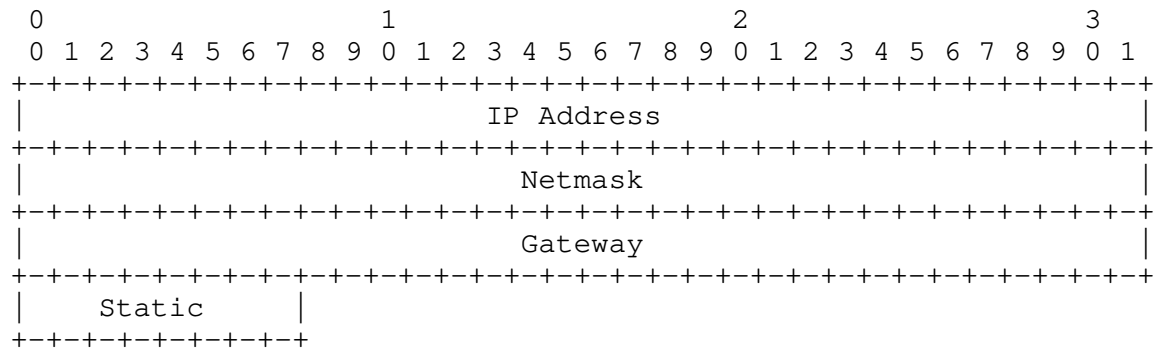 0                   1                   2                   3
 0 1 2 3 4 5 6 7 8 9 0 1 2 3 4 5 6 7 8 9 0 1 2 3 4 5 6 7 8 9 0 1
+-+-+-+-+-+-+-+-+-+-+-+-+-+-+-+-+-+-+-+-+-+-+-+-+-+-+-+-+-+-+-+-+
|                          IP Address                           |
+-+-+-+-+-+-+-+-+-+-+-+-+-+-+-+-+-+-+-+-+-+-+-+-+-+-+-+-+-+-+-+-+
|                            Netmask                            |
+-+-+-+-+-+-+-+-+-+-+-+-+-+-+-+-+-+-+-+-+-+-+-+-+-+-+-+-+-+-+-+-+
|                            Gateway                            |
+-+-+-+-+-+-+-+-+-+-+-+-+-+-+-+-+-+-+-+-+-+-+-+-+-+-+-+-+-+-+-+-+
|    Static     |
+-+-+-+-+-+-+-+-+